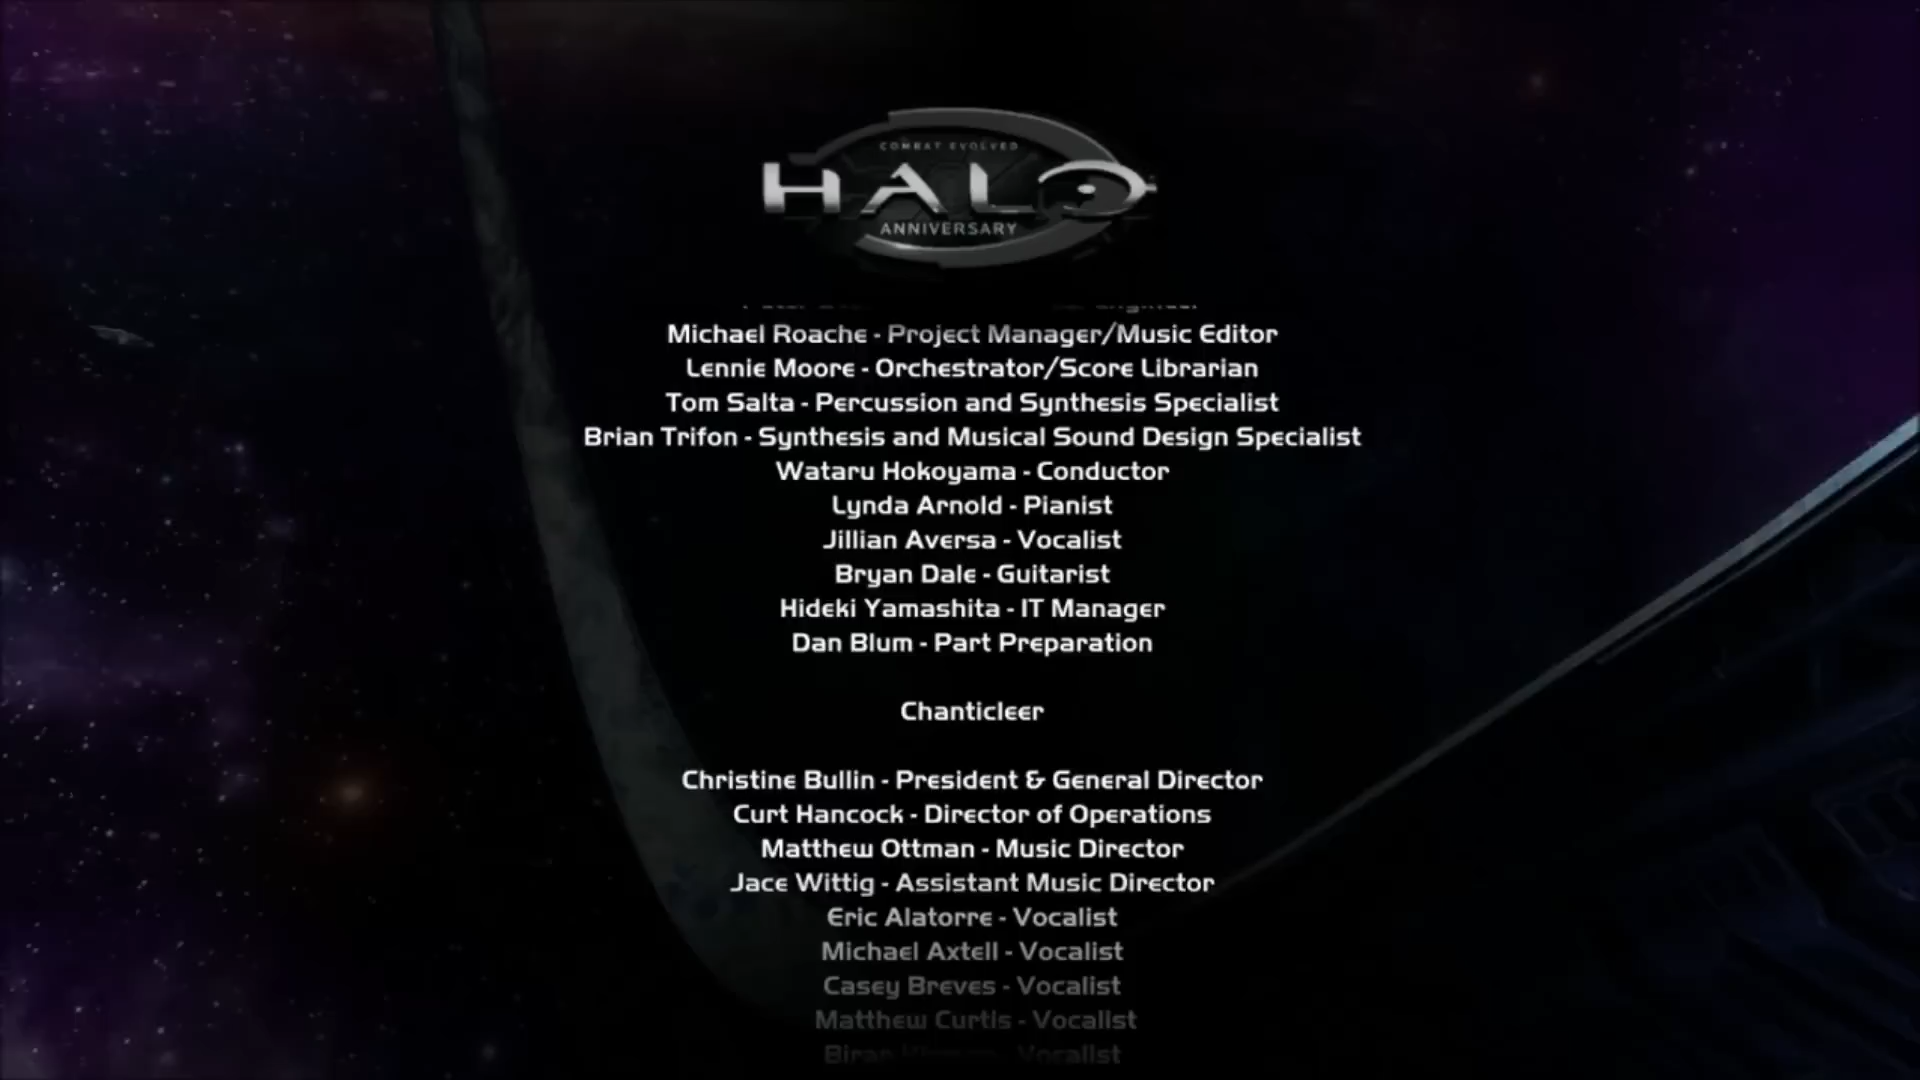 COMBAT EVOLVED
HALO
ANNIVERSARY
Michael Roache - Project Manager/Music Editor
Lennie Moore - Orchestrator/Score Librarian
Tom Salta - Percussion and Synthesis Specialist
Brian Trifon - Synthesis and Musical Sound Design Specialist
Wataru Hokoyama - Conductor
Lynda Arnold - Pianist
Jillian Aversa - Vocalist
Bryan Dale - Guitarist
Hideki Yamashita - IT Manager
Dan Blum - Part Preparation
Chanticleer
Christine Bullin - President & General Director
Curt Hancock - Director of Operations
Matthew Ottman - Music Director
Jace Wittig - Assistant Music Director
Eric Alatorre - Vocalist
Michael Axtell - Vocalist
Casey Breves - Vocalist
Matthew Curtis - Vocalist
- Vocalist